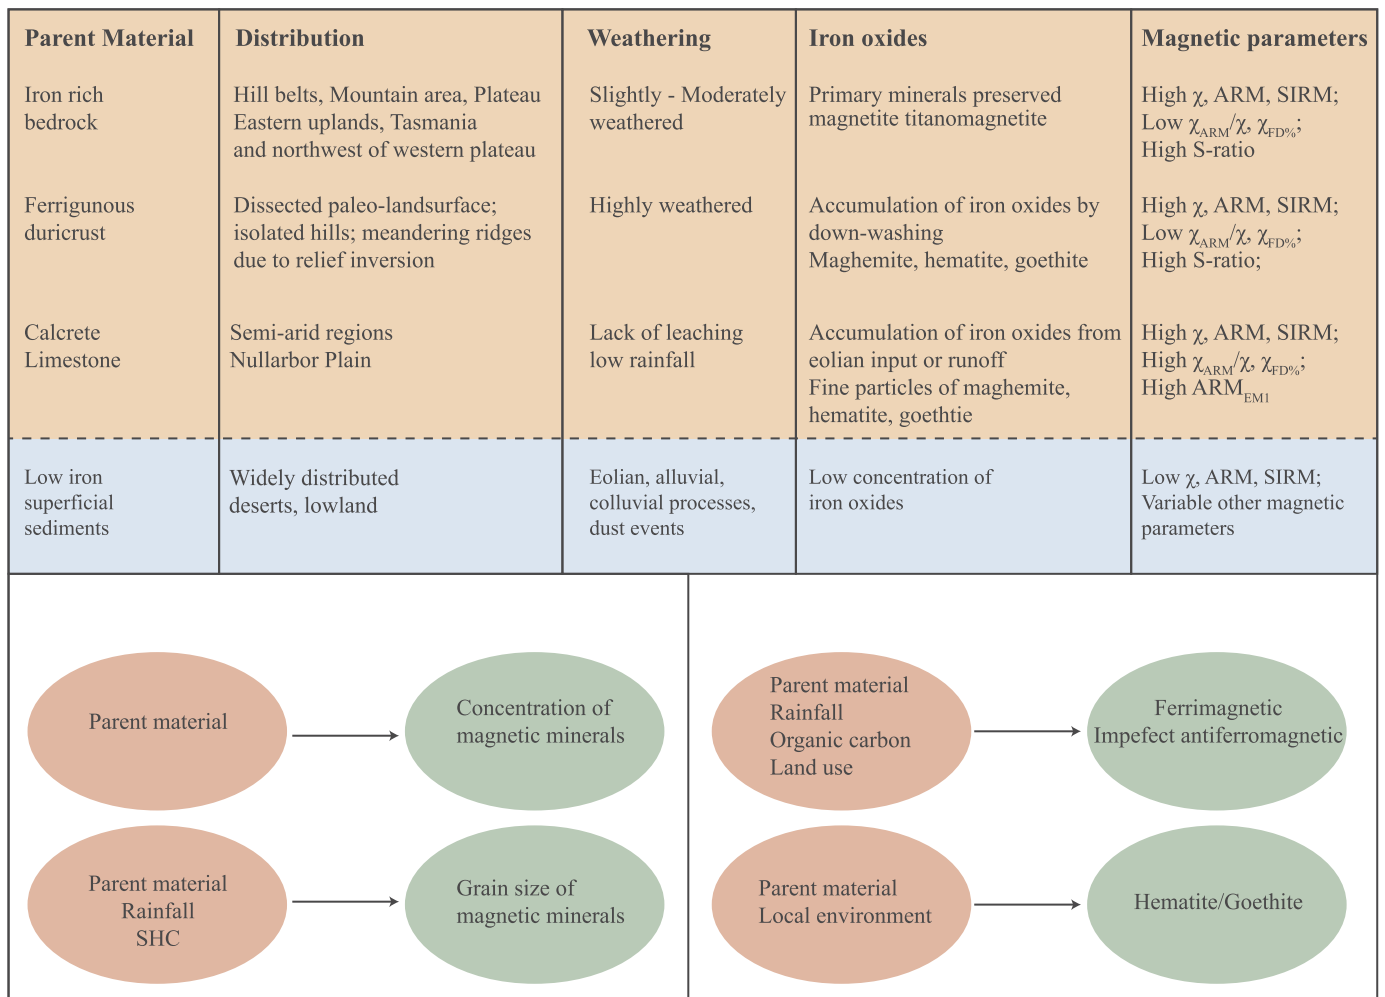 Parent Material
Distribution
Weathering
Iron oxides
Magnetic parameters
Iron rich
bedrock
Hill belts, Mountain area, Plateau
Eastern uplands, Tasmania
and northwest of western plateau
Slightly - Moderately
weathered
Primary minerals preserved
magnetite titanomagnetite
High χ, ARM, SIRM;
Low χARM/χ, χFD%;
High S-ratio
Ferrigunous
duricrust
Dissected paleo-landsurface;
isolated hills; meandering ridges
due to relief inversion
Highly weathered
Accumulation of iron oxides by
down-washing
Maghemite, hematite, goethite
High χ, ARM, SIRM;
Low χARM/χ, χFD%;
High S-ratio;
Calcrete
Limestone
Semi-arid regions
Nullarbor Plain
Lack of leaching
low rainfall
Accumulation of iron oxides from
eolian input or runoff
Fine particles of maghemite,
hematite, goethtie
High χ, ARM, SIRM;
High χARM/χ, χFD%;
High ARMEM1
Low iron
superficial
sediments
Widely distributed
deserts, lowland
Eolian, alluvial,
colluvial processes,
dust events
Low concentration of
iron oxides
Low χ, ARM, SIRM;
Variable other magnetic
parameters
Parent material
Concentration of
magnetic minerals
Parent material
Rainfall
SHC
Grain size of
magnetic minerals
Parent material
Rainfall
Organic carbon
Land use
Ferrimagnetic
Impefect antiferromagnetic
Parent material
Local environment
Hematite/Goethite